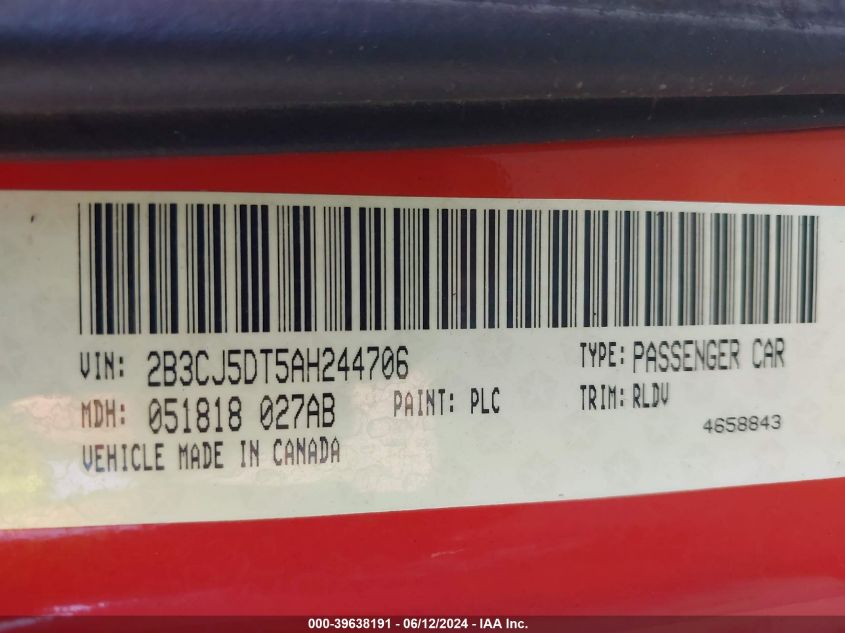 VIN: 2B3CJ5DT5AH244706 TYPE: PASSENGER CAR
MDH: 051818 027AB PAINT: PLC TRIM: RLDV
4658843
VEHICLE MADE IN CANADA
000-39638191 - 06/12/2024 - IAA Inc.